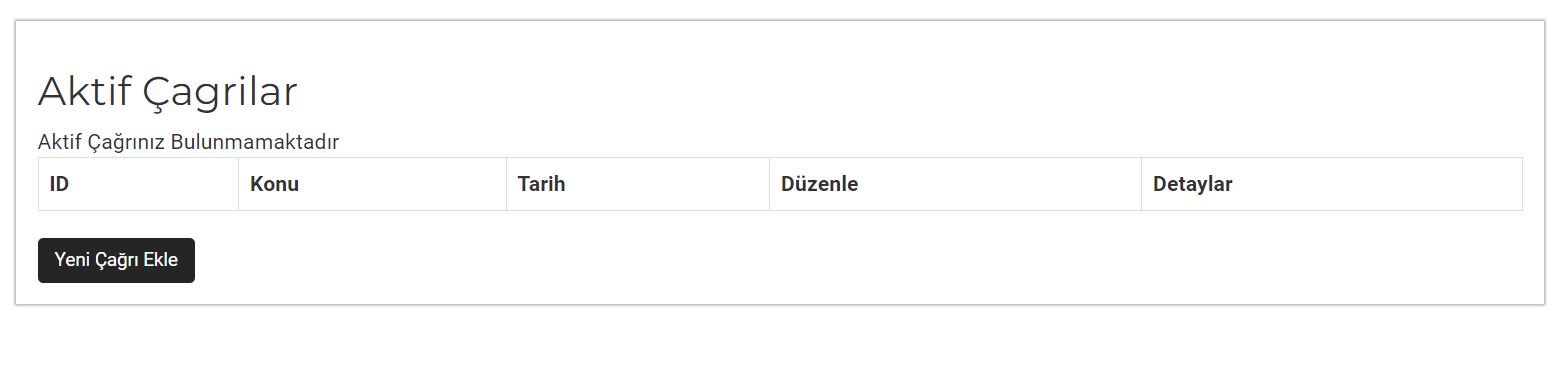 Aktif Çagrilar
Aktif Çağrınız Bulunmamaktadır
ID Konu Tarih Düzenle Detaylar
Yeni Çağrı Ekle